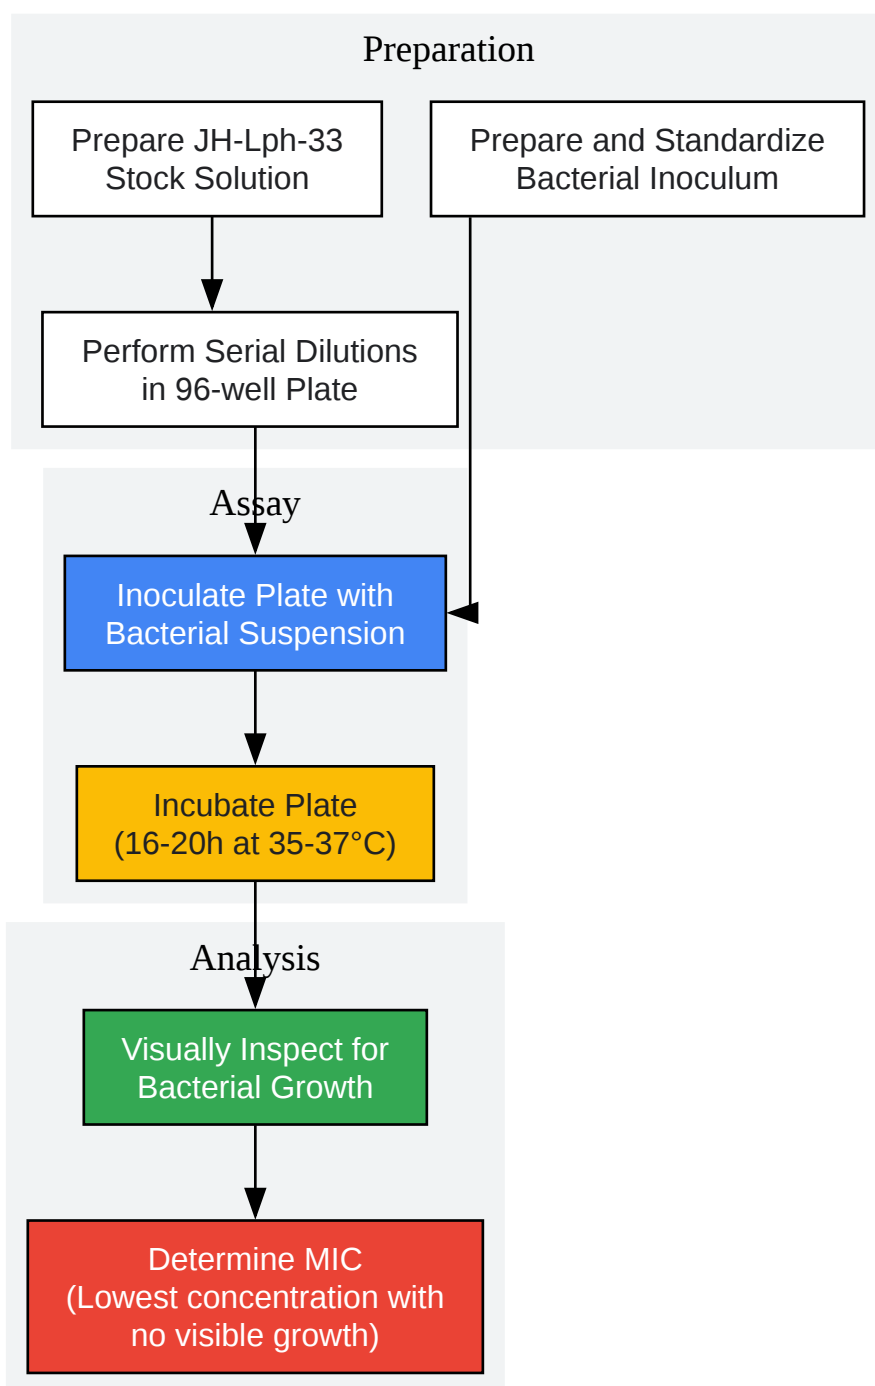 Preparation
Prepare JH-Lph-33
Stock Solution
Prepare and Standardize
Bacterial Inoculum
Perform Serial Dilutions
in 96-well Plate
Assay
Inoculate Plate with
Bacterial Suspension
Incubate Plate
(16-20h at 35-37°C)
Analysis
Visually Inspect for
Bacterial Growth
Determine MIC
(Lowest concentration with
no visible growth)